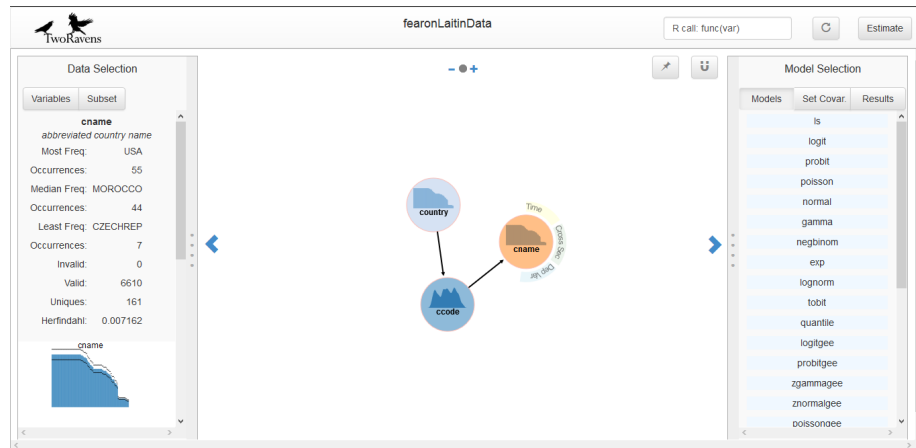 TwoRavens
fearonLaitinData
R call: func(var)
Estimate
Data Selection
Variables Subset
cname
abbreviated country name
Most Freq: USA
Occurrences: 55
Median Freq: MOROCCO
Occurrences: 44
Least Freq: CZECHREP
Occurrences: 7
Invalid: 0
Valid: 6610
Uniques: 161
Herfindahl: 0.007162
cname
country
ccode
cname
Time
Cross Sec
Dep Var
Model Selection
Models Set Covar. Results
ls
logit
probit
poisson
normal
gamma
negbinom
exp
lognorm
tobit
quantile
logitgee
probitgee
zgammagee
znormalgee
poissongee